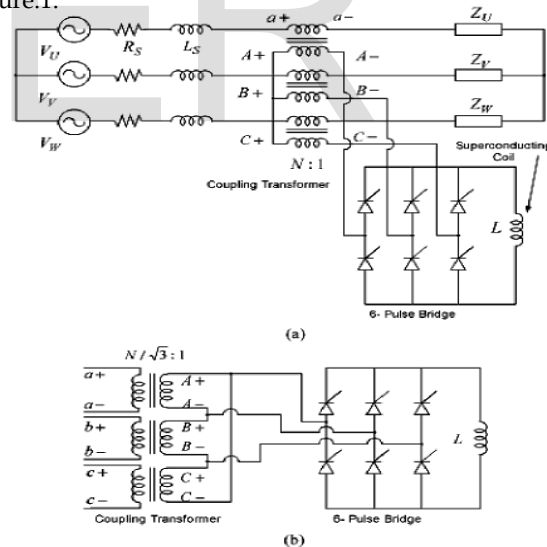 ure.1.
ER
a+ a-
V_U R_S L_S Z_U
A+ A-
V_V Z_V
B+ B-
V_W Z_W
C+ C-
N : 1
Coupling Transformer
Superconducting
Coil
L
6- Pulse Bridge
(a)
N/√3 : 1
a+ A+
a- A-
b+ B+
b- B-
L
c+ C+
c- C-
Coupling Transformer 6- Pulse Bridge
(b)